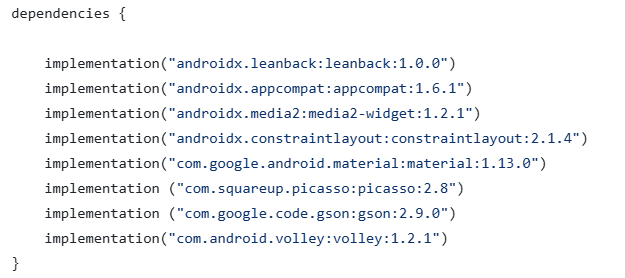 dependencies {
implementation("androidx.leanback:leanback:1.0.0")
implementation("androidx.appcompat:appcompat:1.6.1")
implementation("androidx.media2:media2-widget:1.2.1")
implementation("androidx.constraintlayout:constraintlayout:2.1.4")
implementation("com.google.android.material:material:1.13.0")
implementation ("com.squareup.picasso:picasso:2.8")
implementation ("com.google.code.gson:gson:2.9.0")
implementation("com.android.volley:volley:1.2.1")
}